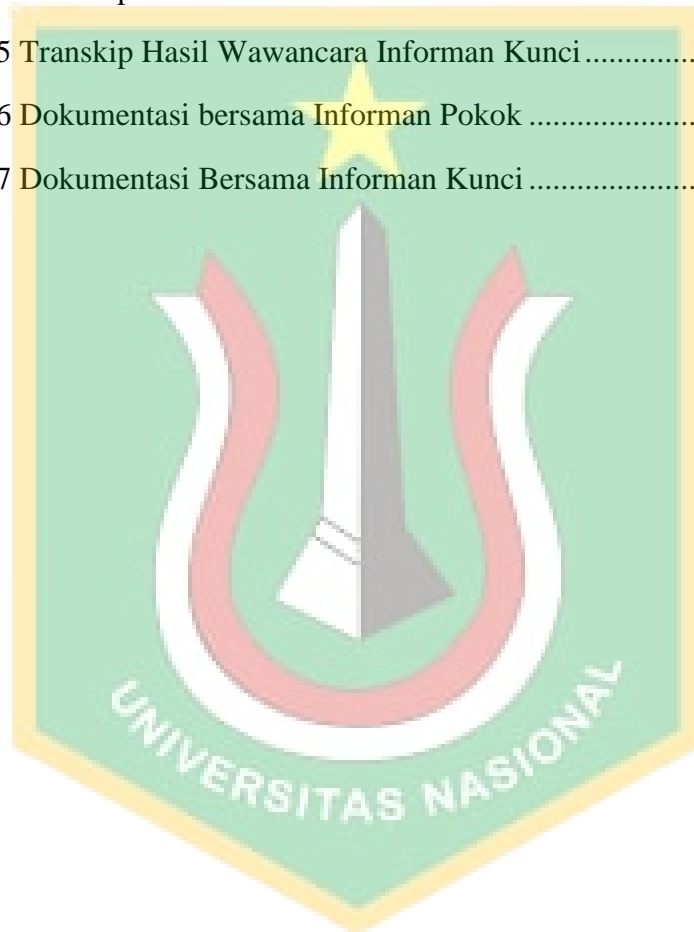 5 Transkip Hasil Wawancara Informan Kunci..............
6 Dokumentasi bersama Informan Pokok .....................
7 Dokumentasi Bersama Informan Kunci.....................
UNIVERSITAS NASIONAL